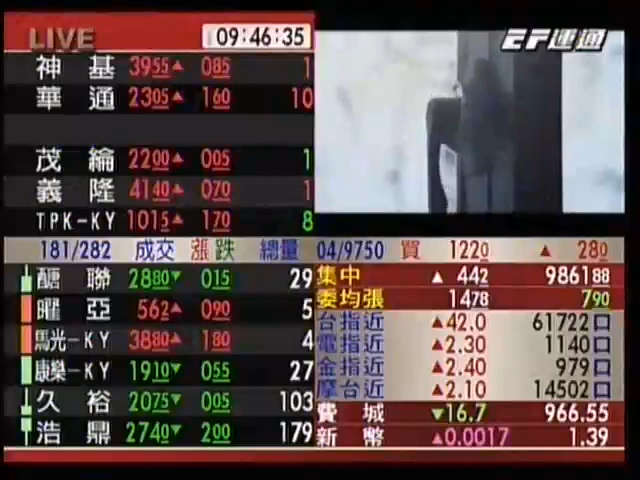 LIVE 09:46:35
EF連通
神基 3955▲ 085 1
華通 2305▲ 160 10
茂綸 2200▲ 005 1
義隆 4140▲ 070 1
TPK-KY 1015▲ 170 8
181/282 成交 漲跌 總量
醣聯 2880▼ 015 29
曜亞 562▲ 090 5
馬光-KY 3880▲ 180 4
康樂-KY 1910▼ 055 27
久裕 2075▼ 005 103
浩鼎 2740▼ 200 179
04/9750 買 1220 ▲ 280
集中 ▲ 442 986188
委均張 1478 790
台指近 ▲42.0 61722口
電指近 ▲2.30 1140口
金指近 ▲2.40 979口
摩台近 ▲2.10 14502口
費城 ▼16.7 966.55
新幣 ▲0.0017 1.39